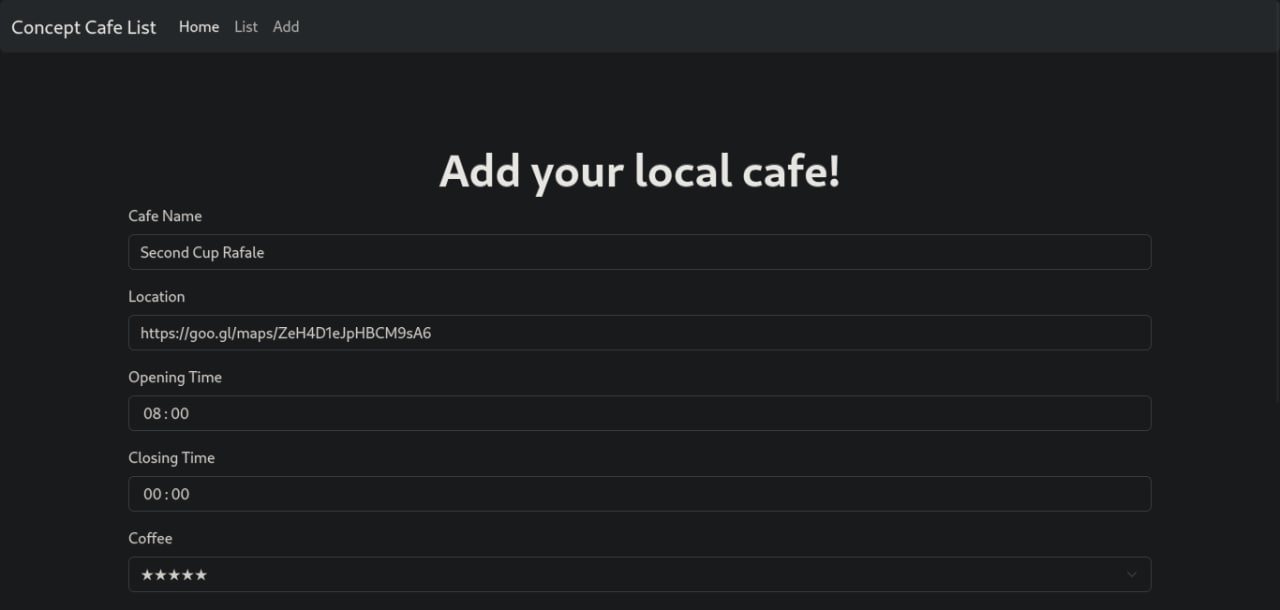 Concept Cafe List Home List Add
Add your local cafe!
Cafe Name
Second Cup Rafale
Location
https://goo.gl/maps/ZeH4D1eJpHBCM9sA6
Opening Time
08:00
Closing Time
00:00
Coffee
★★★★★